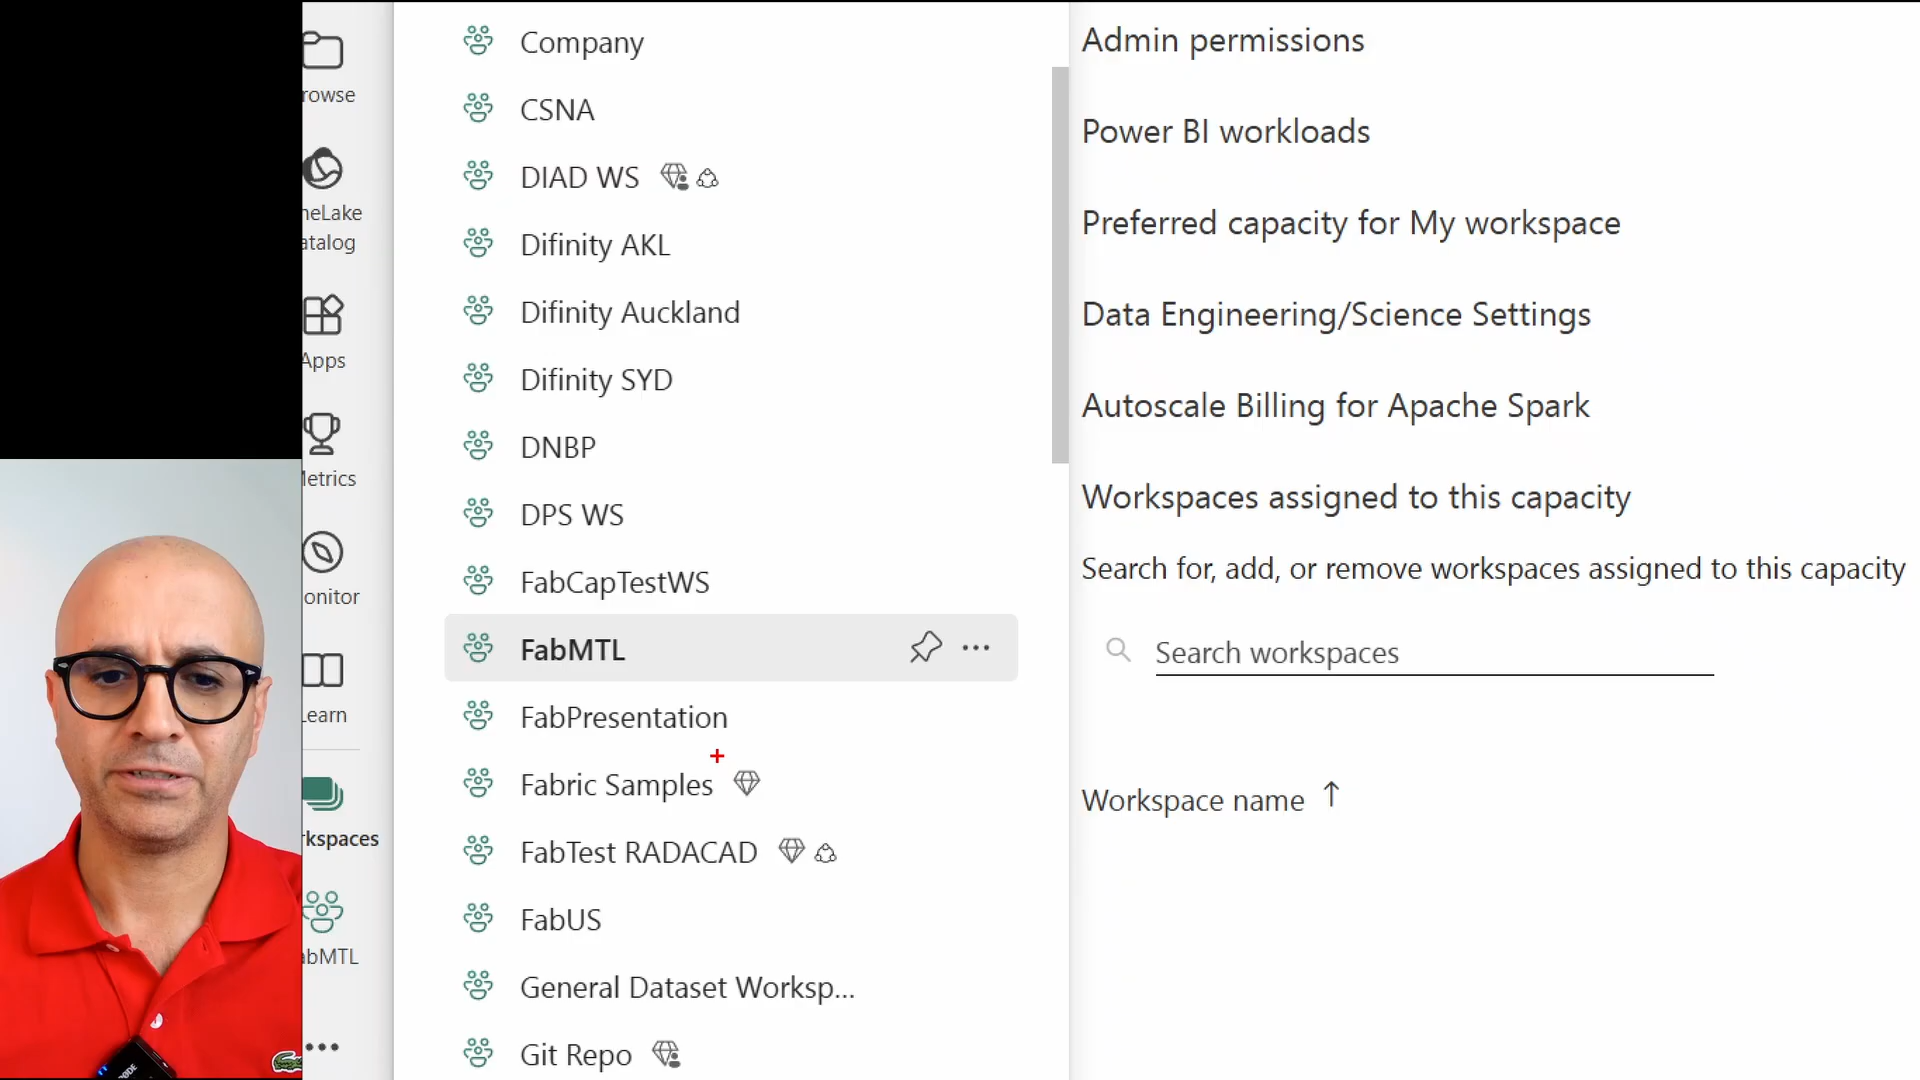 rowse
neLake
atalog
Apps
Metrics
onitor
Learn
rkspaces
abMTL
Company
CSNA
DIAD WS
Difinity AKL
Difinity Auckland
Difinity SYD
DNBP
DPS WS
FabCapTestWS
FabMTL
FabPresentation
Fabric Samples
FabTest RADACAD
FabUS
General Dataset Worksp...
Git Repo
Admin permissions
Power BI workloads
Preferred capacity for My workspace
Data Engineering/Science Settings
Autoscale Billing for Apache Spark
Workspaces assigned to this capacity
Search for, add, or remove workspaces assigned to this capacity
Search workspaces
Workspace name